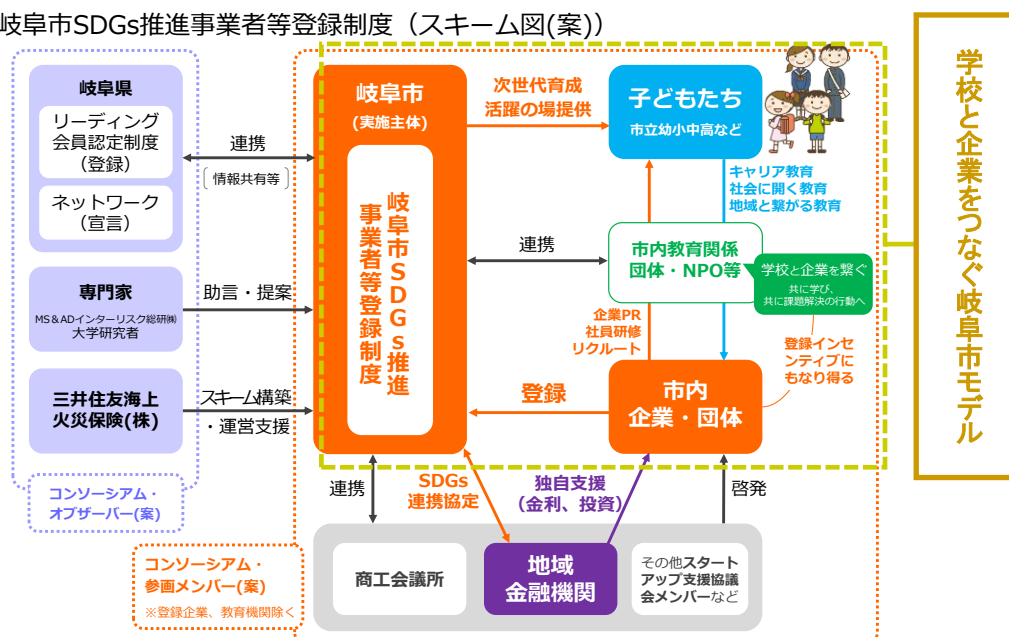 岐阜市SDGs推進事業者等登録制度（スキーム図(案)）
岐阜県
リーディング
会員認定制度
（登録）
ネットワーク
（宣言）
連携
情報共有等
専門家
MS＆ADインターリスク総研㈱
大学研究者
助言・提案
三井住友海上
火災保険(株)
スキーム構築
・運営支援
コンソーシアム・
オブザーバー(案)
岐阜市
(実施主体)
岐阜市SDGs推進
事業者等登録制度
次世代育成
活躍の場提供
子どもたち
市立幼小中高など
キャリア教育
社会に開く教育
地域と繋がる教育
連携
市内教育関係
団体・NPO等
学校と企業を繋ぐ
共に学び、
共に課題解決の行動へ
企業PR
社員研修
リクルート
登録インセ
ンティブに
もなり得る
登録
市内
企業・団体
連携
SDGs
連携協定
独自支援
（金利、投資）
啓発
コンソーシアム・
参画メンバー(案)
※登録企業、教育機関除く
商工会議所
地域
金融機関
その他スタート
アップ支援協議
会メンバーなど
学校と企業をつなぐ岐阜市モデル